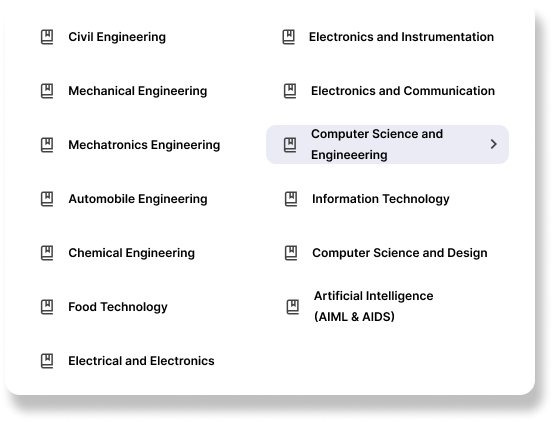 Civil Engineering
Mechanical Engineering
Mechatronics Engineering
Automobile Engineering
Chemical Engineering
Food Technology
Electrical and Electronics
Electronics and Instrumentation
Electronics and Communication
Computer Science and
Engineeering
Information Technology
Computer Science and Design
Artificial Intelligence
(AIML & AIDS)